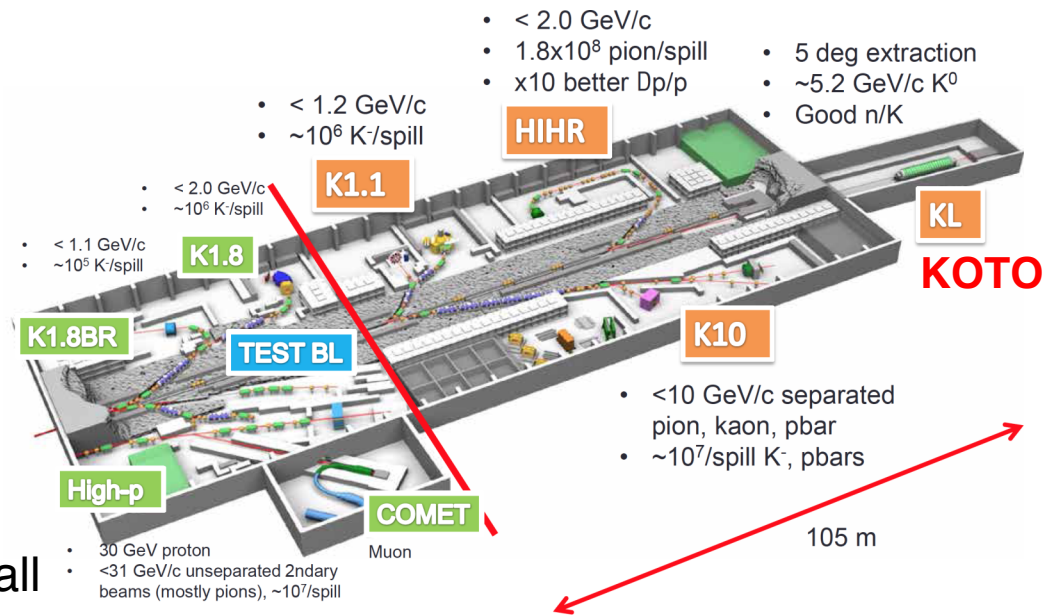 • < 2.0 GeV/c
• 1.8x10⁸ pion/spill
• x10 better Dp/p
HIHR
• 5 deg extraction
• ~5.2 GeV/c K⁰
• Good n/K
• < 1.2 GeV/c
• ~10⁶ K⁻/spill
K1.1
• < 2.0 GeV/c
• ~10⁶ K⁻/spill
K1.8
• < 1.1 GeV/c
• ~10⁵ K⁻/spill
K1.8BR
KL
KOTO
TEST BL
K10
• <10 GeV/c separated
pion, kaon, pbar
• ~10⁷/spill K⁻, pbars
High-p
COMET
Muon
105 m
all
• 30 GeV proton
• <31 GeV/c unseparated 2ndary
beams (mostly pions), ~10⁷/spill